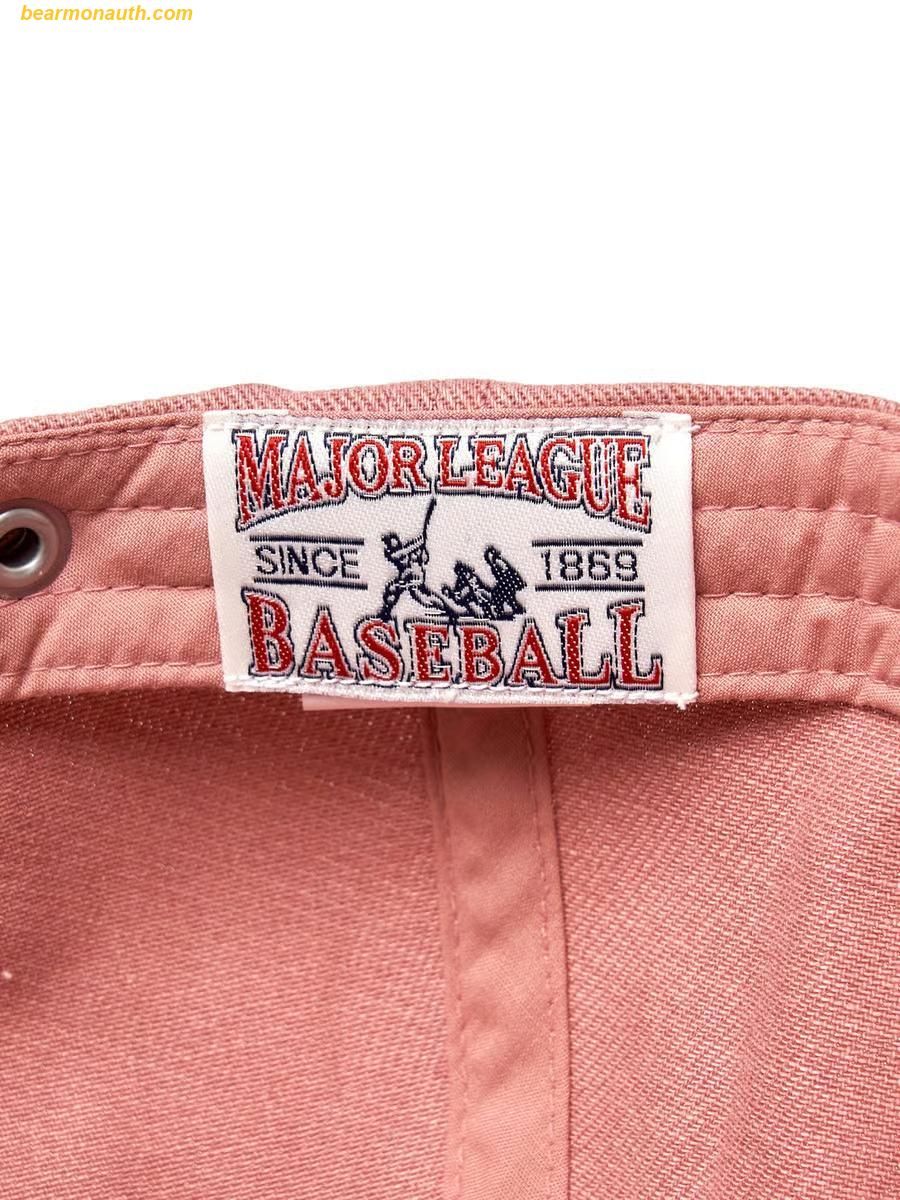 bearmonauth.com
MAJOR LEAGUE
SINCE 1869
BASEBALL